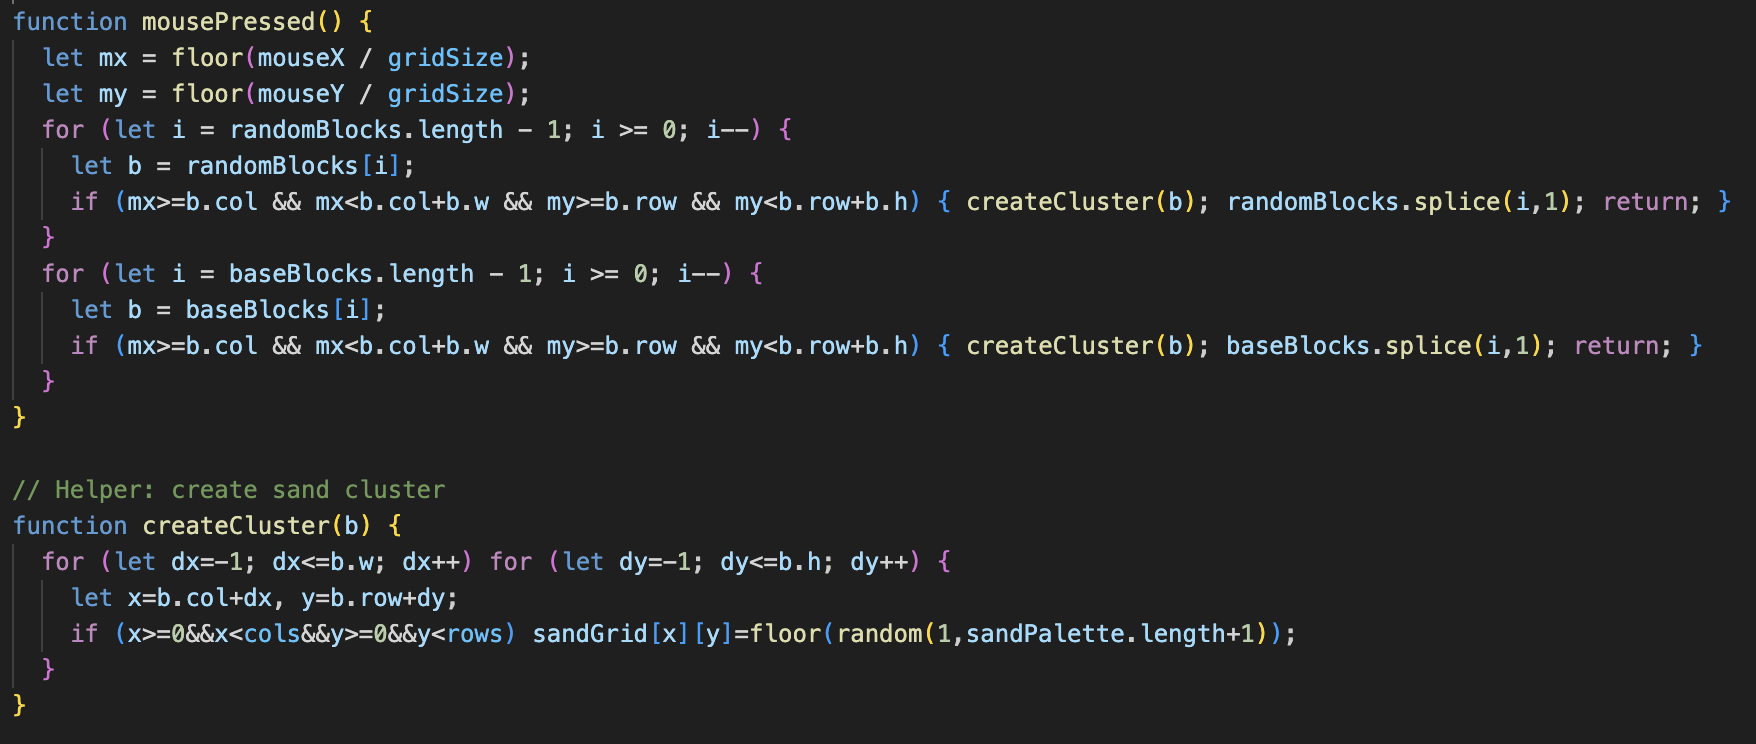 function mousePressed() {
  let mx = floor(mouseX / gridSize);
  let my = floor(mouseY / gridSize);
  for (let i = randomBlocks.length - 1; i >= 0; i--) {
    let b = randomBlocks[i];
    if (mx>=b.col && mx<b.col+b.w && my>=b.row && my<b.row+b.h) { createCluster(b); randomBlocks.splice(i,1); return; }
  }
  for (let i = baseBlocks.length - 1; i >= 0; i--) {
    let b = baseBlocks[i];
    if (mx>=b.col && mx<b.col+b.w && my>=b.row && my<b.row+b.h) { createCluster(b); baseBlocks.splice(i,1); return; }
  }
}

// Helper: create sand cluster
function createCluster(b) {
  for (let dx=-1; dx<=b.w; dx++) for (let dy=-1; dy<=b.h; dy++) {
    let x=b.col+dx, y=b.row+dy;
    if (x>=0&&x<cols&&y>=0&&y<rows) sandGrid[x][y]=floor(random(1,sandPalette.length+1));
  }
}